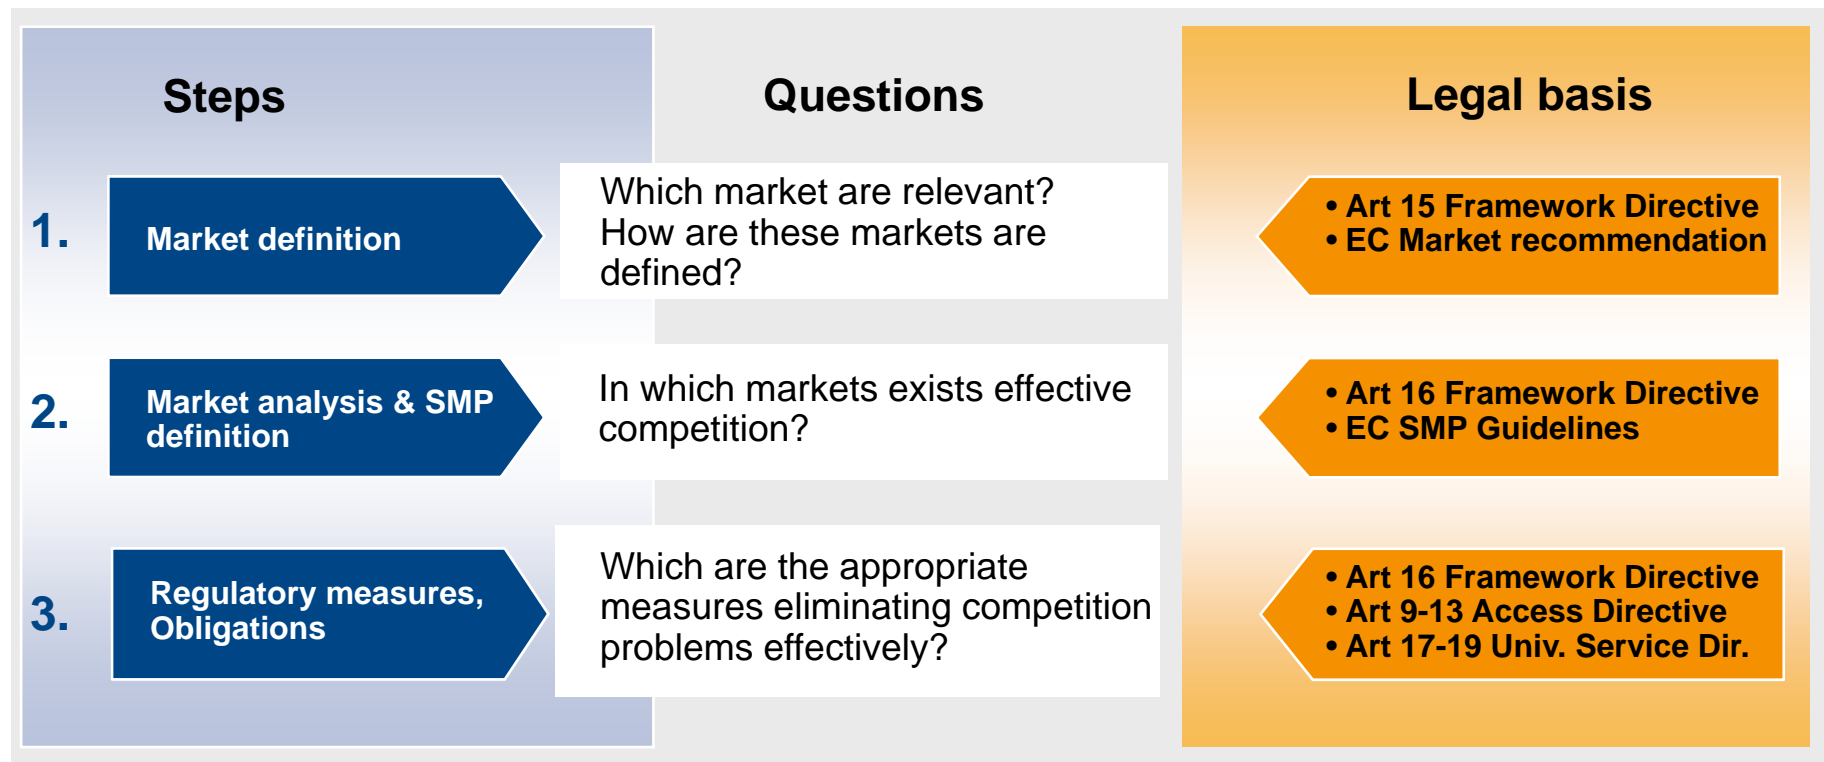 Steps
Questions
Legal basis
1.
Market definition
Which market are relevant?
How are these markets are
defined?
• Art 15 Framework Directive
• EC Market recommendation
2.
Market analysis & SMP
definition
In which markets exists effective
competition?
• Art 16 Framework Directive
• EC SMP Guidelines
3.
Regulatory measures,
Obligations
Which are the appropriate
measures eliminating competition
problems effectively?
• Art 16 Framework Directive
• Art 9-13 Access Directive
• Art 17-19 Univ. Service Dir.